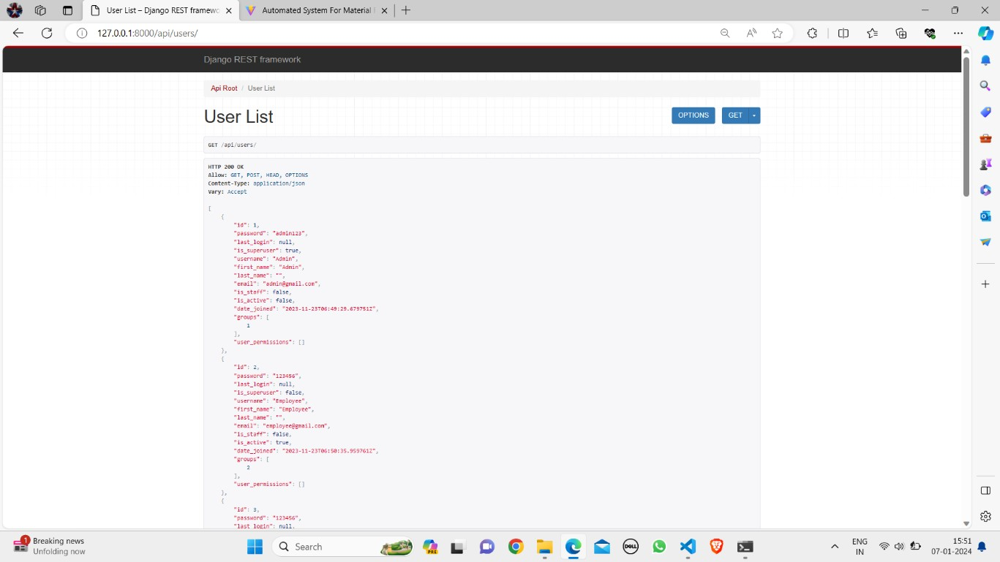 User List – Django REST framewo
Automated System For Material
127.0.0.1:8000/api/users/
Django REST framework
Api Root / User List
User List
OPTIONS
GET
GET /api/users/
HTTP 200 OK
Allow: GET, POST, HEAD, OPTIONS
Content-Type: application/json
Vary: Accept
[
{
"id": 1,
"password": "admin123",
"last_login": null,
"is_superuser": true,
"username": "Admin",
"first_name": "Admin",
"last_name": "",
"email": "admin@gmail.com",
"is_staff": false,
"is_active": false,
"date_joined": "2023-11-23T06:49:29.679751Z",
"groups": [
1
],
"user_permissions": []
},
{
"id": 2,
"password": "123456",
"last_login": null,
"is_superuser": false,
"username": "Employee",
"first_name": "Employee",
"last_name": "",
"email": "employee@gmail.com",
"is_staff": false,
"is_active": true,
"date_joined": "2023-11-23T06:50:35.959761Z",
"groups": [
2
],
"user_permissions": []
},
{
"id": 3,
"password": "123456",
"last_login": null,
1
Breaking news
Unfolding now
Search
PRE
DELL
ENG
IN
15:51
07-01-2024